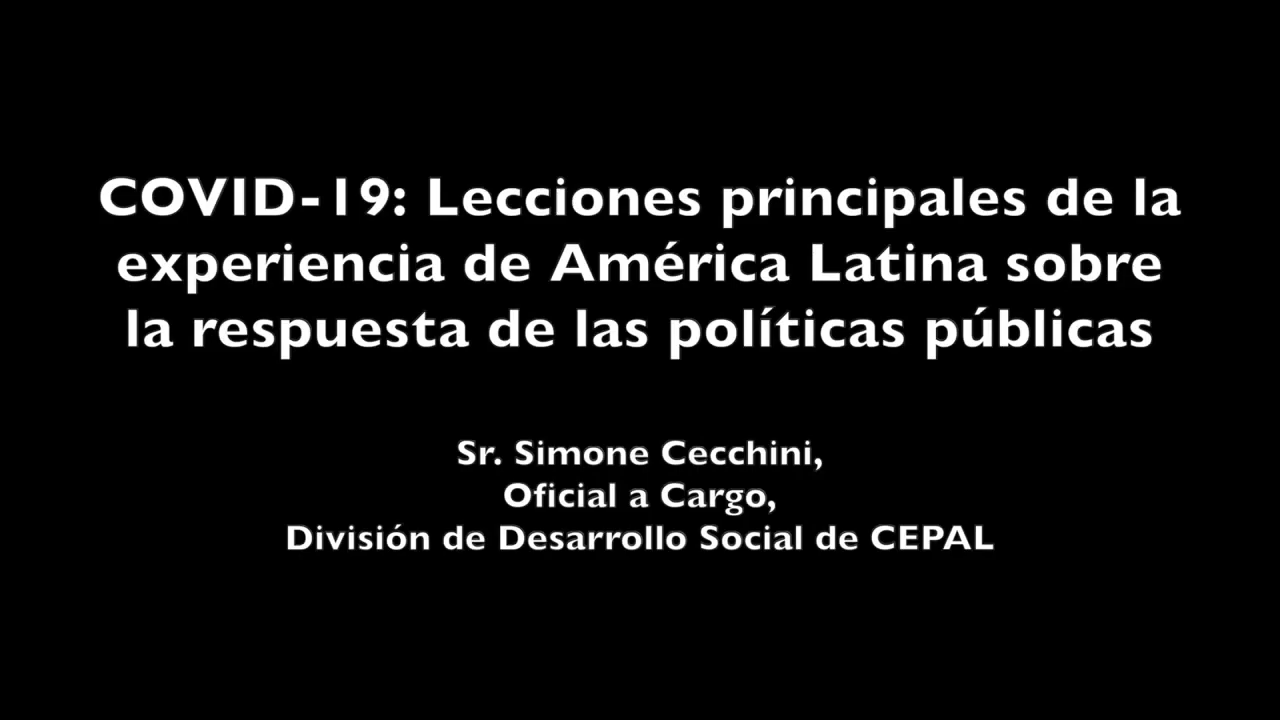 COVID-19: Lecciones principales de la
experiencia de América Latina sobre
la respuesta de las políticas públicas
Sr. Simone Cecchini,
Oficial a Cargo,
División de Desarrollo Social de CEPAL